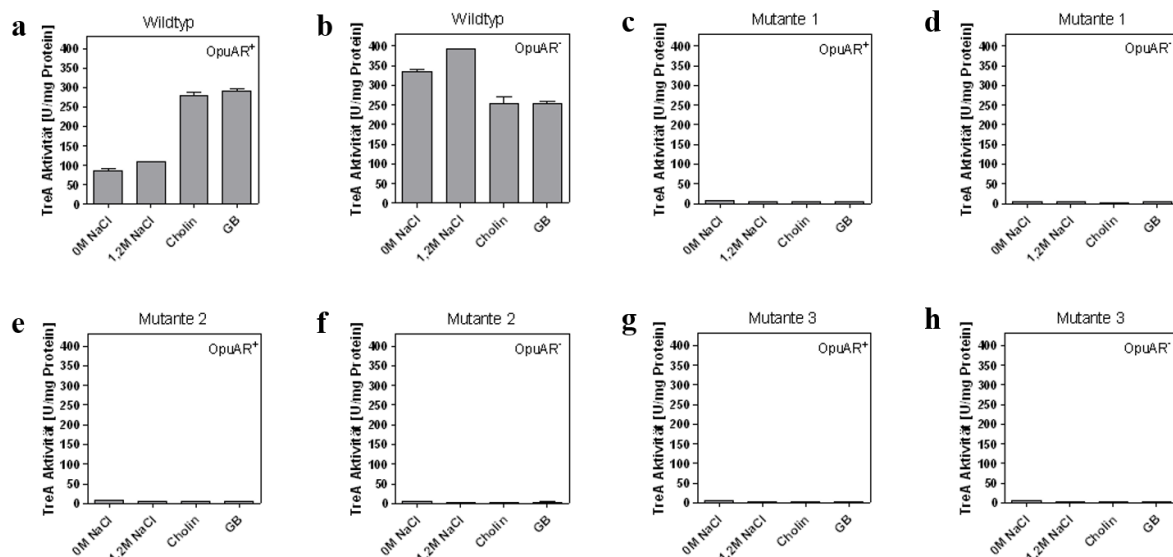 a
Wildtyp
OpuAR⁺
TreA Aktivität [U/mg Protein]
400
350
300
250
200
150
100
50
0
0M NaCl
1,2M NaCl
Cholin
GB
b
Wildtyp
OpuAR⁻
TreA Aktivität [U/mg Protein]
400
350
300
250
200
150
100
50
0
0M NaCl
1,2M NaCl
Cholin
GB
c
Mutante 1
OpuAR⁺
TreA Aktivität [U/mg Protein]
400
350
300
250
200
150
100
50
0
0M NaCl
1,2M NaCl
Cholin
GB
d
Mutante 1
OpuAR⁻
TreA Aktivität [U/mg Protein]
400
350
300
250
200
150
100
50
0
0M NaCl
1,2M NaCl
Cholin
GB
e
Mutante 2
OpuAR⁺
TreA Aktivität [U/mg Protein]
400
350
300
250
200
150
100
50
0
0M NaCl
1,2M NaCl
Cholin
GB
f
Mutante 2
OpuAR⁻
TreA Aktivität [U/mg Protein]
400
350
300
250
200
150
100
50
0
0M NaCl
1,2M NaCl
Cholin
GB
g
Mutante 3
OpuAR⁺
TreA Aktivität [U/mg Protein]
400
350
300
250
200
150
100
50
0
0M NaCl
1,2M NaCl
Cholin
GB
h
Mutante 3
OpuAR⁻
TreA Aktivität [U/mg Protein]
400
350
300
250
200
150
100
50
0
0M NaCl
1,2M NaCl
Cholin
GB